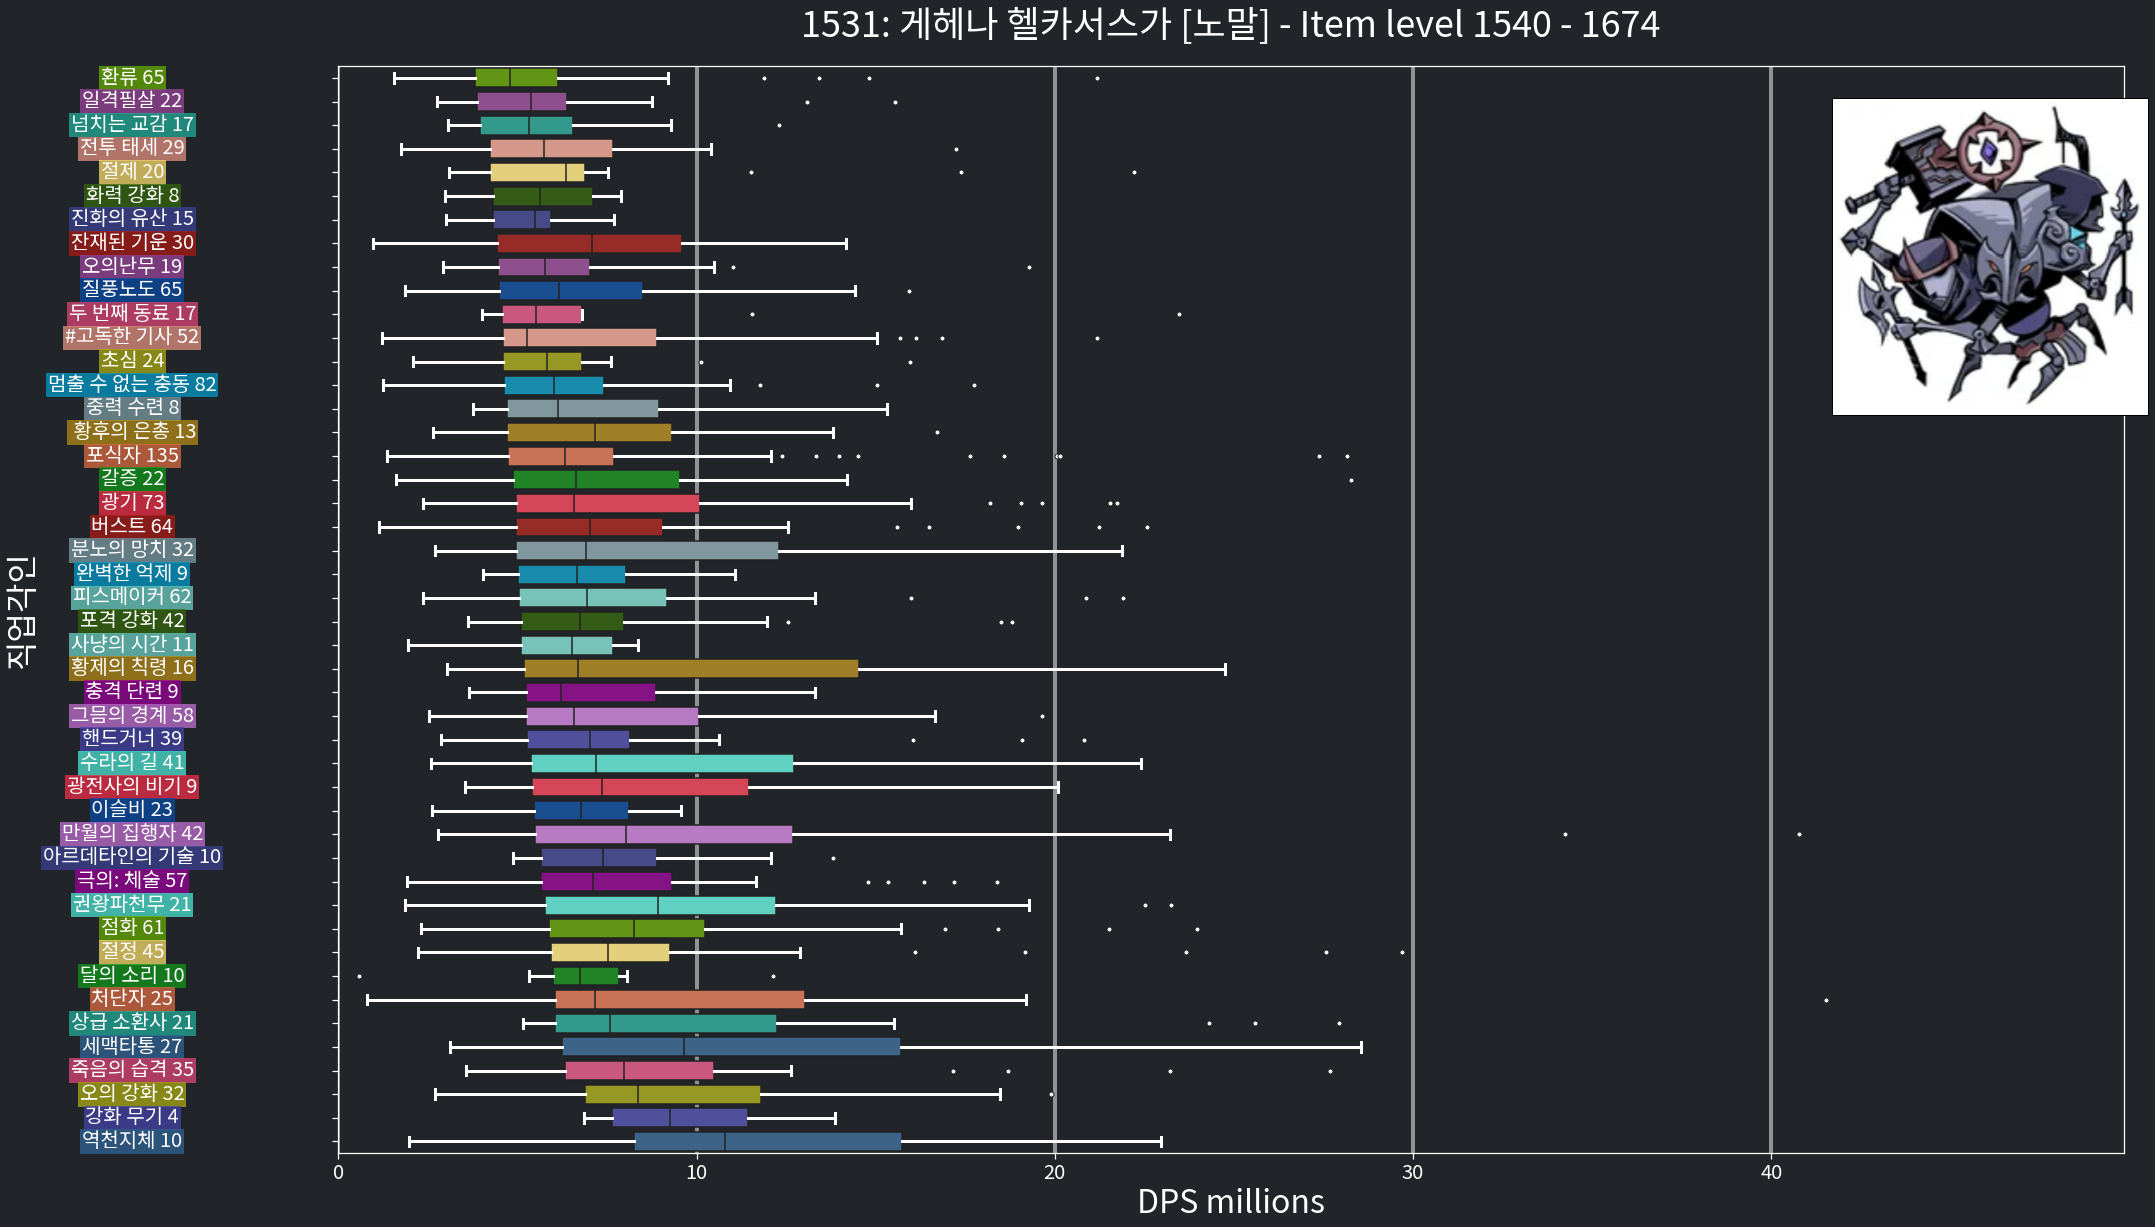 1531: 게헤나 헬카서스가 [노말] - Item level 1540 - 1674
직업각인
환류 65
일격필살 22
넘치는 교감 17
전투 태세 29
절제 20
화력 강화 8
진화의 유산 15
잔재된 기운 30
오의난무 19
질풍노도 65
두 번째 동료 17
#고독한 기사 52
초심 24
멈출 수 없는 충동 82
중력 수련 8
황후의 은총 13
포식자 135
갈증 22
광기 73
버스트 64
분노의 망치 32
완벽한 억제 9
피스메이커 62
포격 강화 42
사냥의 시간 11
황제의 칙령 16
충격 단련 9
그믐의 경계 58
핸드거너 39
수라의 길 41
광전사의 비기 9
이슬비 23
만월의 집행자 42
아르데타인의 기술 10
극의: 체술 57
권왕파천무 21
점화 61
절정 45
달의 소리 10
처단자 25
상급 소환사 21
세맥타통 27
죽음의 습격 35
오의 강화 32
강화 무기 4
역천지체 10
0 10 20 30 40
DPS millions